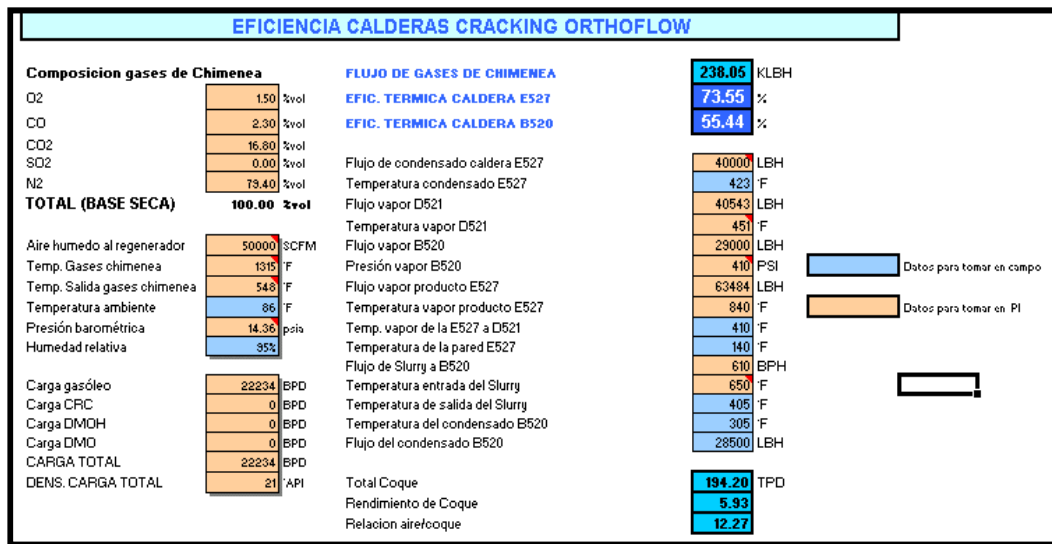 EFICIENCIA CALDERAS CRACKING ORTHOFLOW
Composicion gases de Chimenea
O2 1.50 %vol
CO 2.30 %vol
CO2 16.80 %vol
SO2 0.00 %vol
N2 79.40 %vol
TOTAL (BASE SECA) 100.00 %vol
Aire humedo al regenerador 50000 SCFM
Temp. Gases chimenea 1315 °F
Temp. Salida gases chimenea 548 °F
Temperatura ambiente 86 °F
Presión barométrica 14.36 psia
Humedad relativa 95%
Carga gasóleo 22234 BPD
Carga CRC 0 BPD
Carga DMOH 0 BPD
Carga DMO 0 BPD
CARGA TOTAL 22234 BPD
DENS. CARGA TOTAL 21 °API
FLUJO DE GASES DE CHIMENEA 238.05 KLBH
EFIC. TERMICA CALDERA E527 73.55 %
EFIC. TERMICA CALDERA B520 55.44 %
Flujo de condensado caldera E527 40000 LBH
Temperatura condensado E527 423 °F
Flujo vapor D521 40543 LBH
Temperatura vapor D521 451 °F
Flujo vapor B520 29000 LBH
Presión vapor B520 410 PSI
Flujo vapor producto E527 63484 LBH
Temperatura vapor producto E527 840 °F
Temp. vapor de la E527 a D521 410 °F
Temperatura de la pared E527 140 °F
Flujo de Slurry a B520 610 BPH
Temperatura entrada del Slurry 650 °F
Temperatura de salida del Slurry 405 °F
Temperatura del condensado B520 305 °F
Flujo del condensado B520 28500 LBH
Total Coque 194.20 TPD
Rendimiento de Coque 5.93
Relacion aire/coque 12.27
Datos para tomar en campo
Datos para tomar en PI